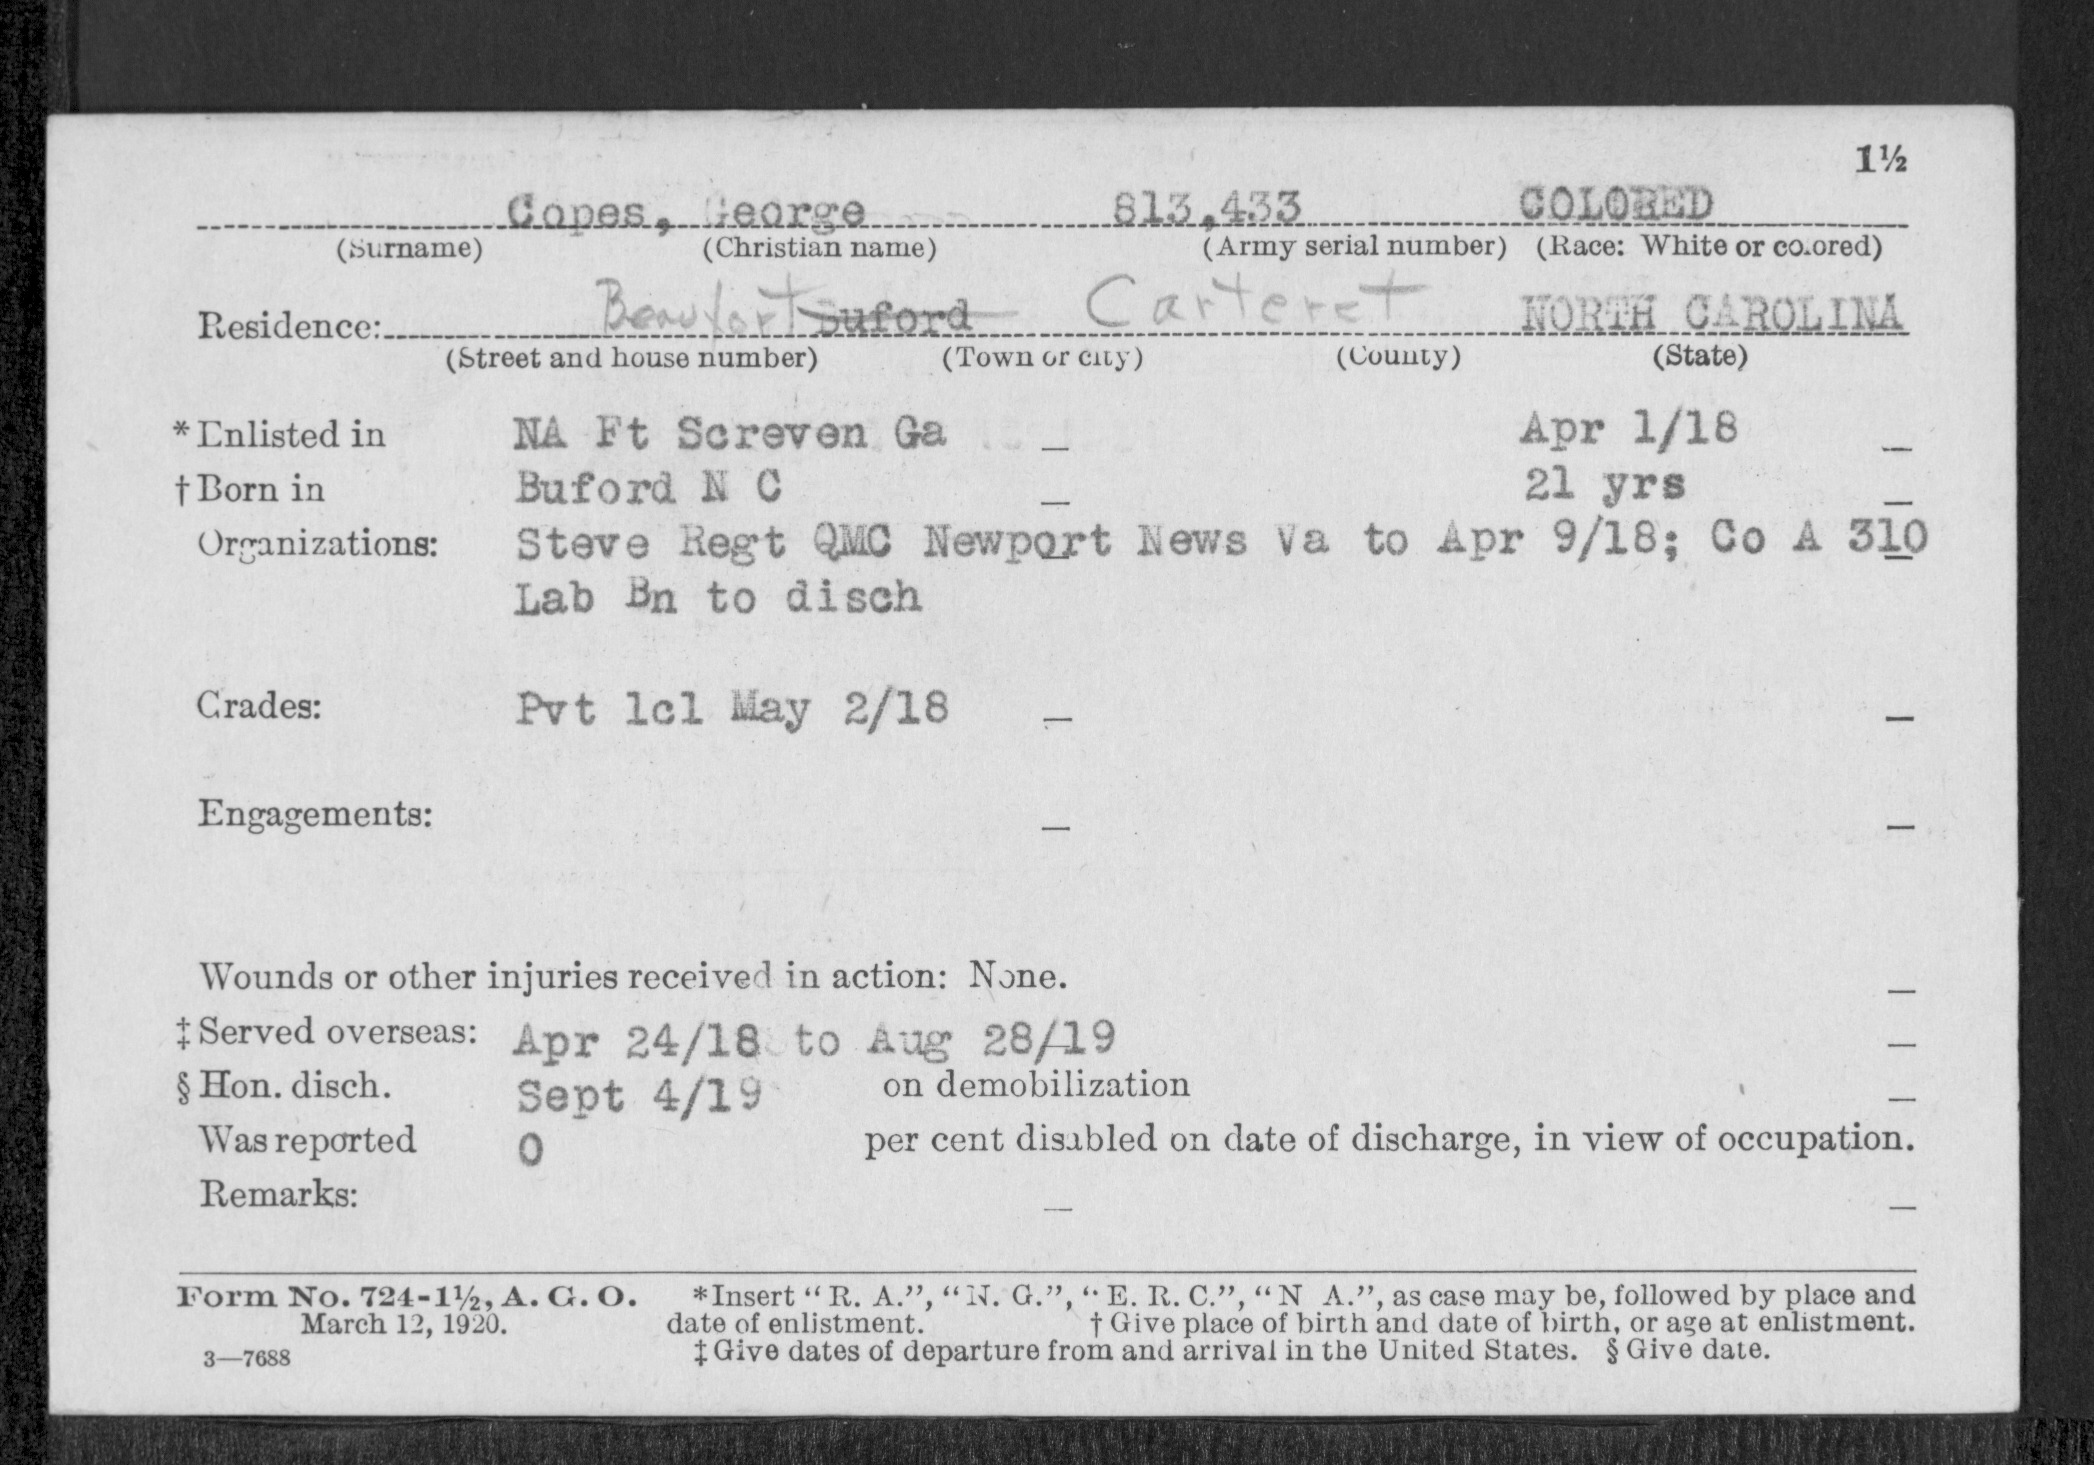 1½
Copes, George 813,433 COLORED
(Surname) (Christian name) (Army serial number) (Race: White or colored)
Residence: Beaufort Buford Carteret NORTH CAROLINA
(Street and house number) (Town or city) (County) (State)
*Enlisted in NA Ft Screven Ga — Apr 1/18 —
†Born in Buford N C — 21 yrs —
Organizations: Steve Regt QMC Newport News Va to Apr 9/18; Co A 310
Lab Bn to disch
Grades: Pvt 1cl May 2/18 — —
Engagements: — —
Wounds or other injuries received in action: None. —
‡Served overseas: Apr 24/18 to Aug 28/19 —
§Hon. disch. Sept 4/19 on demobilization —
Was reported 0 per cent disabled on date of discharge, in view of occupation.
Remarks: — —
Form No. 724-1½, A. G. O. *Insert “R. A.”, “N. G.”, “E. R. C.”, “N A.”, as case may be, followed by place and
March 12, 1920. date of enlistment. †Give place of birth and date of birth, or age at enlistment.
3—7688 ‡Give dates of departure from and arrival in the United States. §Give date.